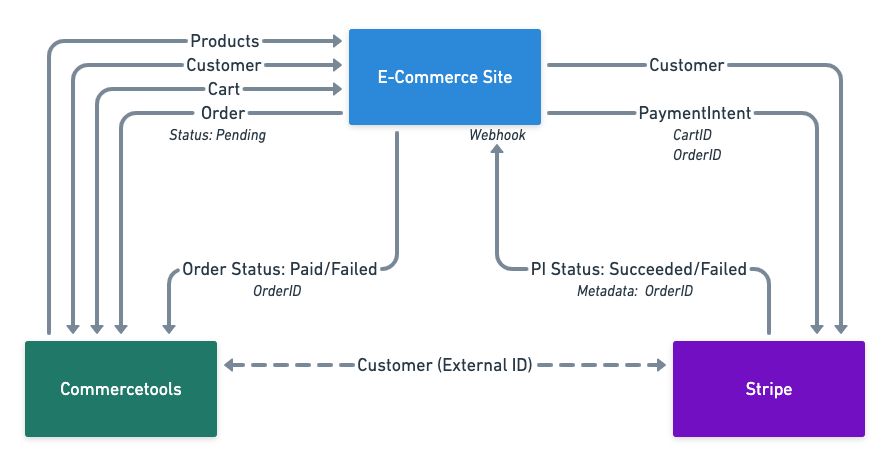 Products
Customer
Cart
Order
Status: Pending
E-Commerce Site
Webhook
Customer
PaymentIntent
CartID
OrderID
Order Status: Paid/Failed
OrderID
PI Status: Succeeded/Failed
Metadata: OrderID
Commercetools
Customer (External ID)
Stripe